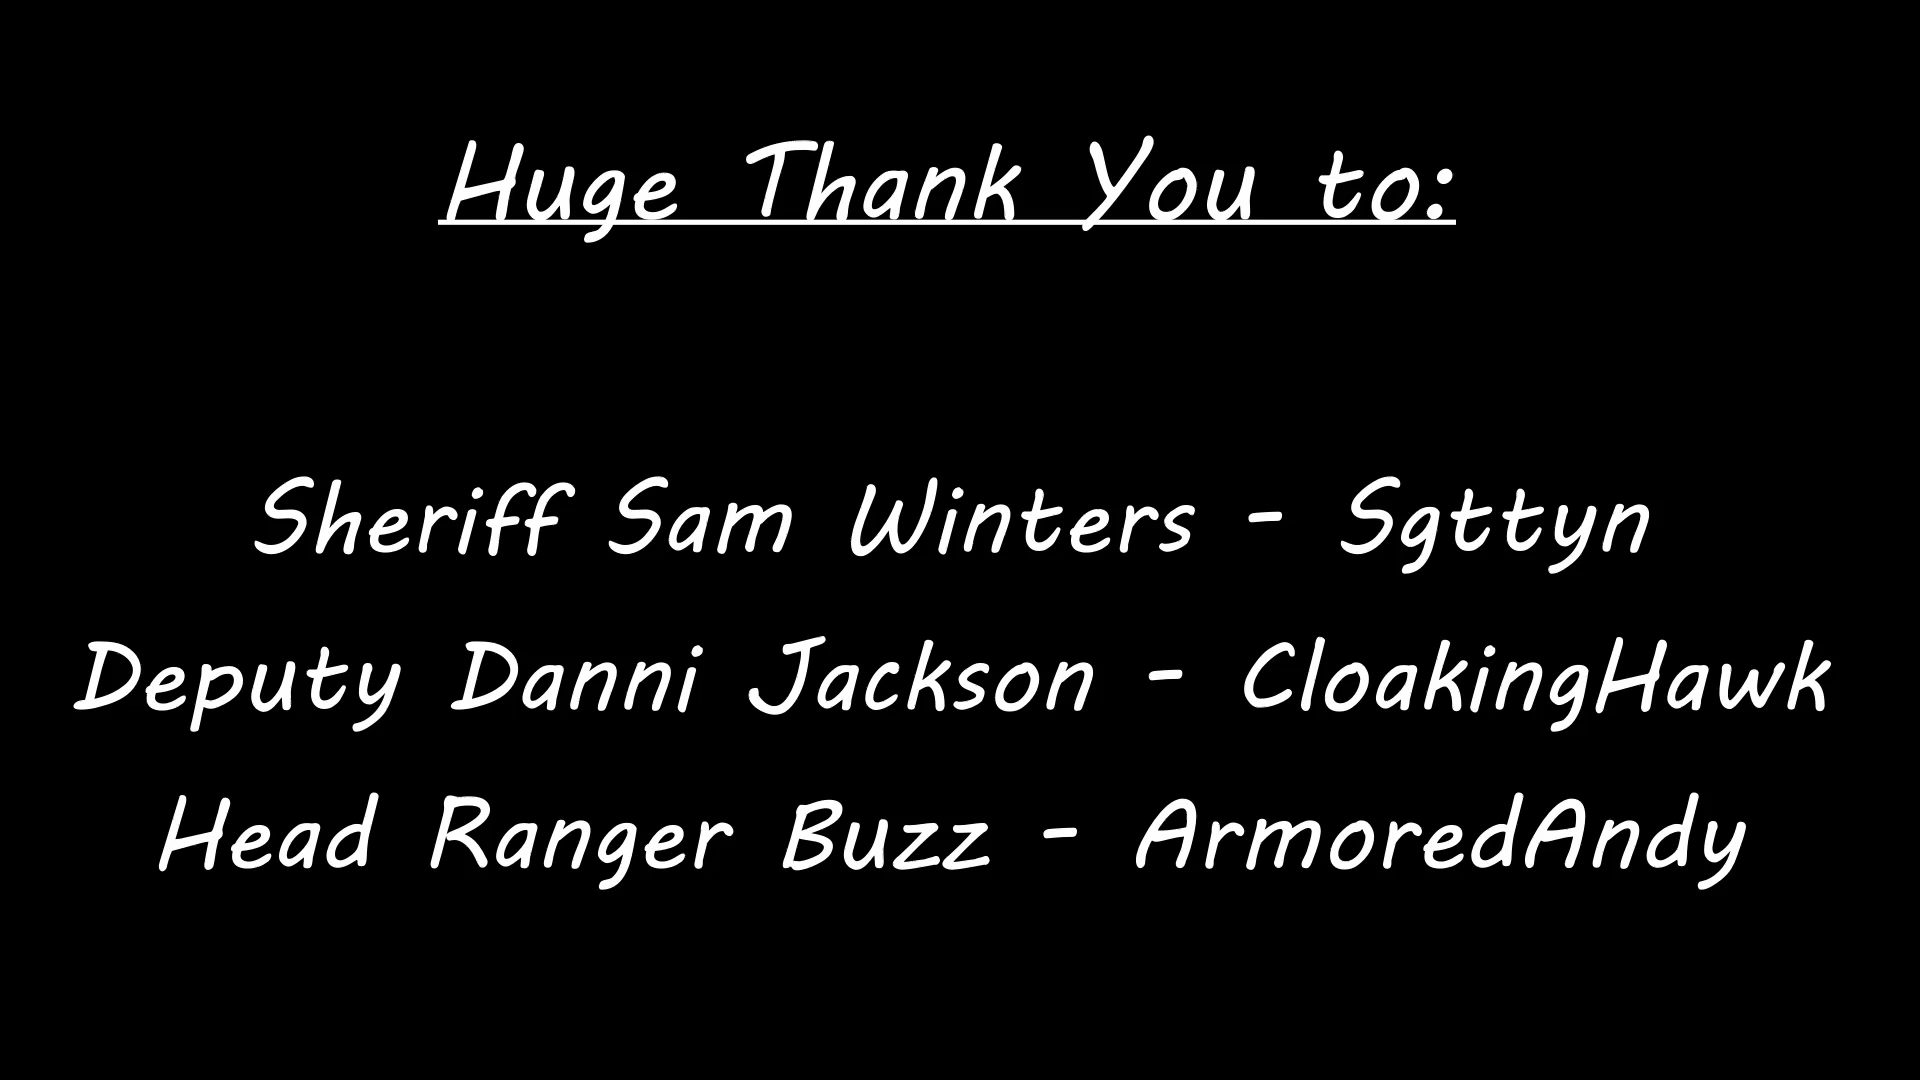 Huge Thank You to:
Sheriff Sam Winters - Sgttyn
Deputy Danni Jackson - CloakingHawk
Head Ranger Buzz - ArmoredAndy